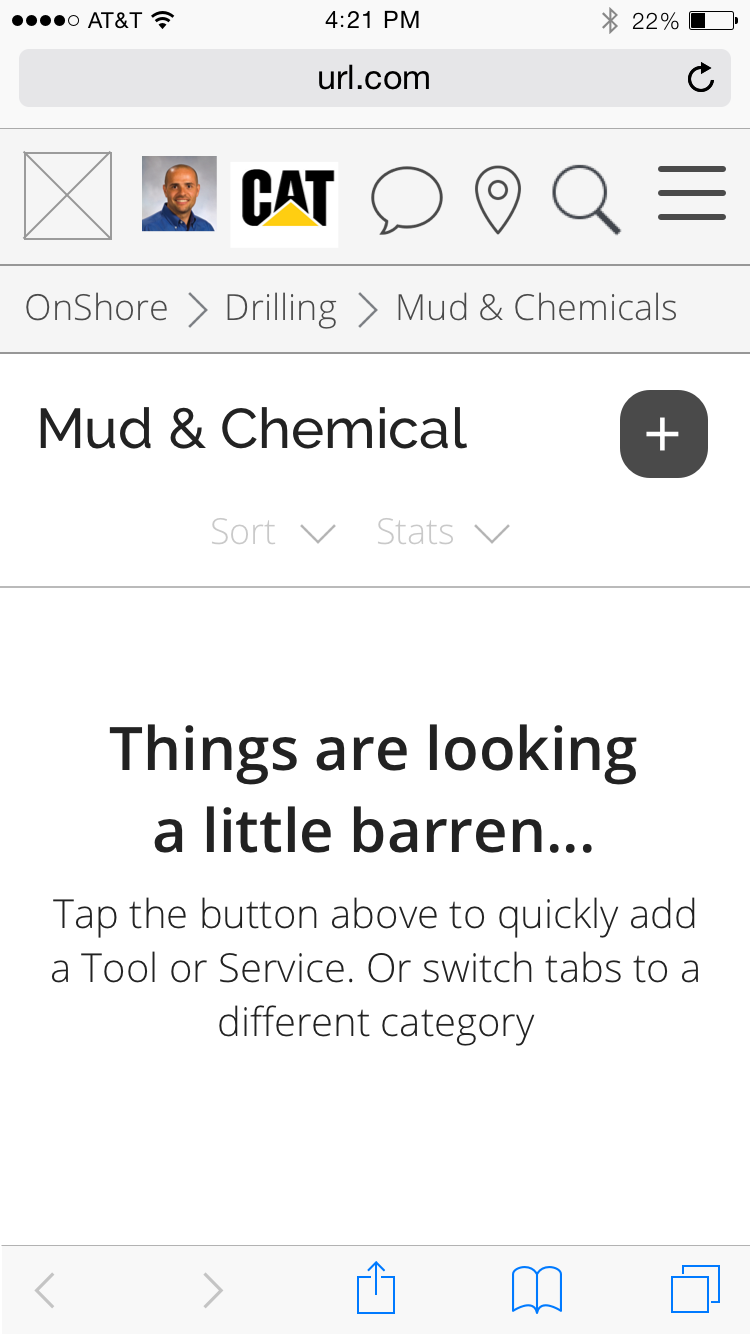 AT&T 4:21 PM 22%
url.com
CAT
OnShore Drilling Mud & Chemicals
Mud & Chemical
Sort Stats
Things are looking
a little barren...
Tap the button above to quickly add
a Tool or Service. Or switch tabs to a
different category